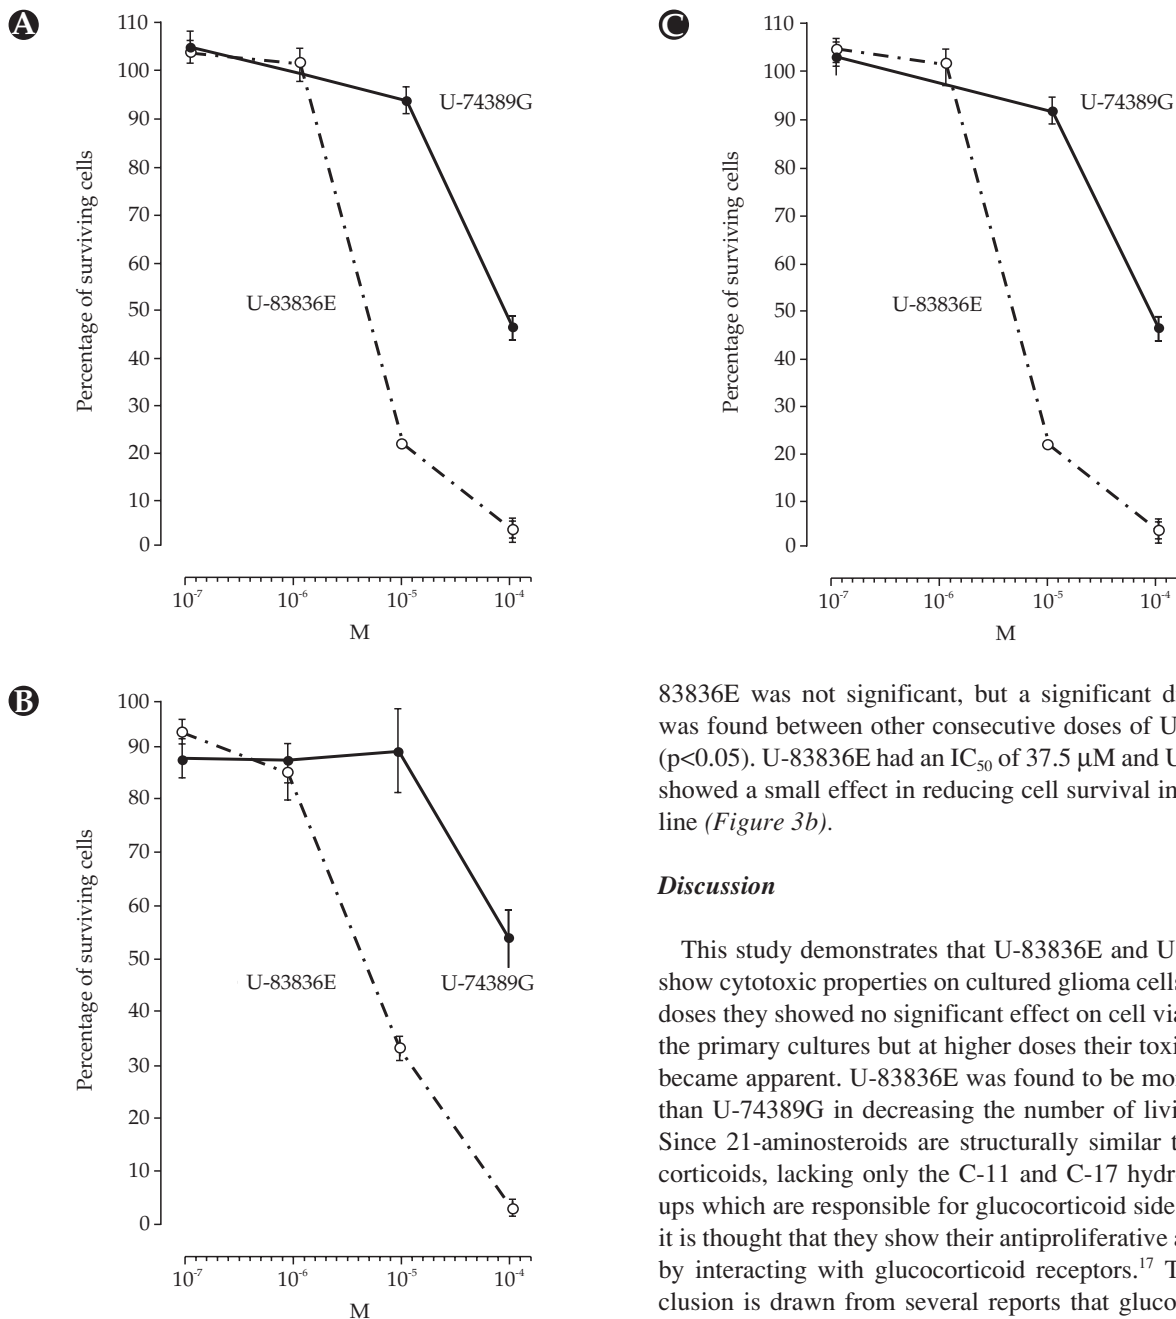 A
110
100
90
80
70
60
50
40
30
20
10
0
Percentage of surviving cells
U-74389G
U-83836E
10-7
10-6
10-5
10-4
M
B
100
90
80
70
60
50
40
30
20
10
0
Percentage of surviving cells
U-83836E
U-74389G
10-7
10-6
10-5
10-4
M
C
110
100
90
80
70
60
50
40
30
20
10
0
Percentage of surviving cells
U-74389G
U-83836E
10-7
10-6
10-5
10-4
M
83836E was not significant, but a significant d
was found between other consecutive doses of U
(p<0.05). U-83836E had an IC50 of 37.5 µM and U
showed a small effect in reducing cell survival in
line (Figure 3b).
Discussion
This study demonstrates that U-83836E and U
show cytotoxic properties on cultured glioma cells
doses they showed no significant effect on cell via
the primary cultures but at higher doses their toxi
became apparent. U-83836E was found to be mo
than U-74389G in decreasing the number of livi
Since 21-aminosteroids are structurally similar t
corticoids, lacking only the C-11 and C-17 hydr
ups which are responsible for glucocorticoid side
it is thought that they show their antiproliferative a
by interacting with glucocorticoid receptors.17 T
clusion is drawn from several reports that gluco